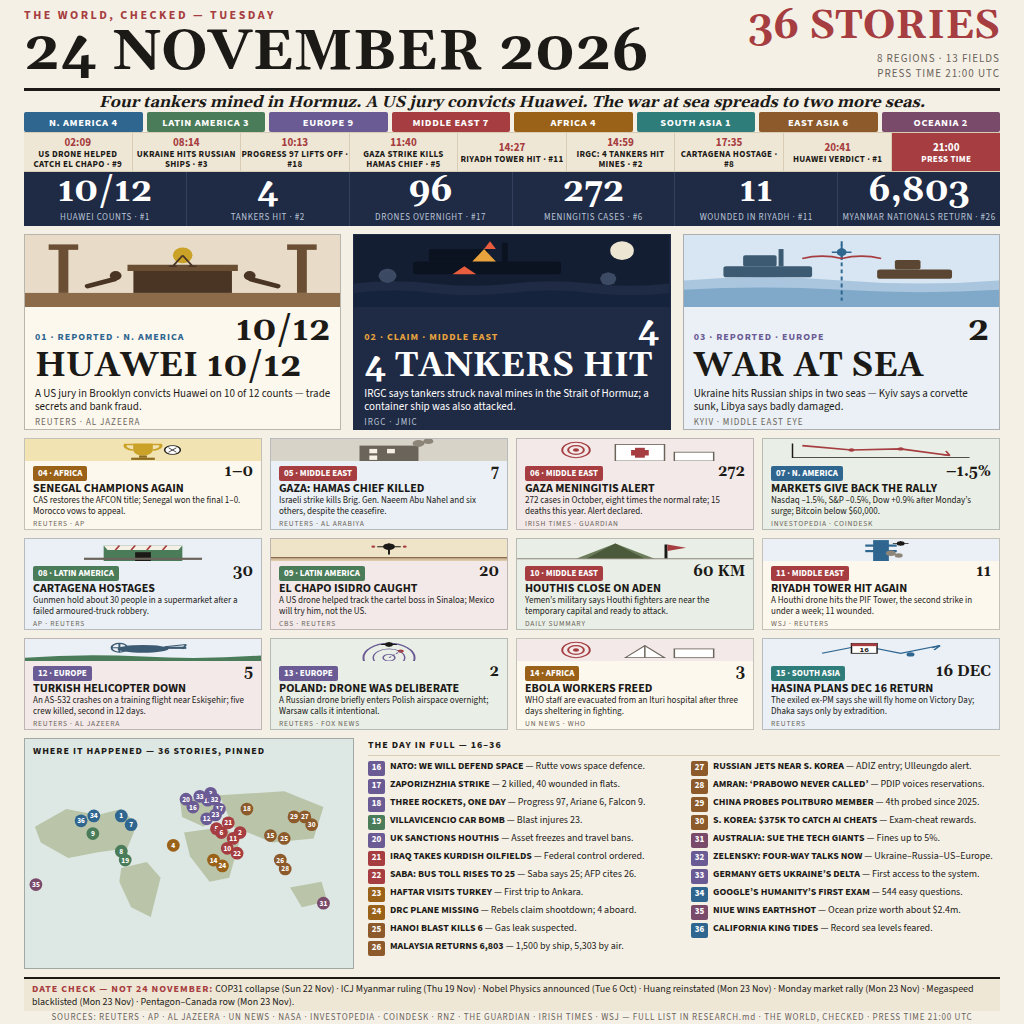 THE WORLD, CHECKED — TUESDAY
24 NOVEMBER 2026
36 STORIES
8 REGIONS · 13 FIELDS
PRESS TIME 21:00 UTC
Four tankers mined in Hormuz. A US jury convicts Huawei. The war at sea spreads to two more seas.
N. AMERICA 4
LATIN AMERICA 3
EUROPE 9
MIDDLE EAST 7
AFRICA 4
SOUTH ASIA 1
EAST ASIA 6
OCEANIA 2
02:09
US DRONE HELPED
CATCH EL CHAPO · #9
08:14
UKRAINE HITS RUSSIAN
SHIPS · #3
10:13
PROGRESS 97 LIFTS OFF ·
#18
11:40
GAZA STRIKE KILLS
HAMAS CHIEF · #5
14:27
RIYADH TOWER HIT · #11
14:59
IRGC: 4 TANKERS HIT
MINES · #2
17:35
CARTAGENA HOSTAGE ·
#8
20:41
HUAWEI VERDICT · #1
21:00
PRESS TIME
10/12
HUAWEI COUNTS · #1
4
TANKERS HIT · #2
96
DRONES OVERNIGHT · #17
272
MENINGITIS CASES · #6
11
WOUNDED IN RIYADH · #11
6,803
MYANMAR NATIONALS RETURN · #26
01 · REPORTED · N. AMERICA
10/12
HUAWEI 10/12
A US jury in Brooklyn convicts Huawei on 10 of 12 counts — trade
secrets and bank fraud.
REUTERS · AL JAZEERA
02 · CLAIM · MIDDLE EAST
4
4 TANKERS HIT
IRGC says tankers struck naval mines in the Strait of Hormuz; a
container ship was also attacked.
IRGC · JMIC
03 · REPORTED · EUROPE
2
WAR AT SEA
Ukraine hits Russian ships in two seas — Kyiv says a corvette
sunk, Libya says badly damaged.
KYIV · MIDDLE EAST EYE
04 · AFRICA
1–0
SENEGAL CHAMPIONS AGAIN
CAS restores the AFCON title; Senegal won the final 1–0.
Morocco vows to appeal.
REUTERS · AP
05 · MIDDLE EAST
7
GAZA: HAMAS CHIEF KILLED
Israeli strike kills Brig. Gen. Naeem Abu Nahel and six
others, despite the ceasefire.
REUTERS · AL ARABIYA
06 · MIDDLE EAST
272
GAZA MENINGITIS ALERT
272 cases in October, eight times the normal rate; 15
deaths this year. Alert declared.
IRISH TIMES · GUARDIAN
07 · N. AMERICA
−1.5%
MARKETS GIVE BACK THE RALLY
Nasdaq −1.5%, S&P −0.5%, Dow +0.9% after Monday’s
surge; Bitcoin below $60,000.
INVESTOPEDIA · COINDESK
08 · LATIN AMERICA
30
CARTAGENA HOSTAGES
Gunmen hold about 30 people in a supermarket after a
failed armoured-truck robbery.
AP · REUTERS
09 · LATIN AMERICA
20
EL CHAPO ISIDRO CAUGHT
A US drone helped track the cartel boss in Sinaloa; Mexico
will try him, not the US.
CBS · REUTERS
10 · MIDDLE EAST
60 KM
HOUTHIS CLOSE ON ADEN
Yemen’s military says Houthi fighters are near the
temporary capital and ready to attack.
DAILY SUMMARY
11 · MIDDLE EAST
11
RIYADH TOWER HIT AGAIN
A Houthi drone hits the PIF Tower, the second strike in
under a week; 11 wounded.
WSJ · REUTERS
12 · EUROPE
5
TURKISH HELICOPTER DOWN
An AS-532 crashes on a training flight near Eskişehir; five
crew killed, second in 12 days.
REUTERS · AL JAZEERA
13 · EUROPE
2
POLAND: DRONE WAS DELIBERATE
A Russian drone briefly enters Polish airspace overnight;
Warsaw calls it intentional.
REUTERS · FOX NEWS
14 · AFRICA
3
EBOLA WORKERS FREED
WHO staff are evacuated from an Ituri hospital after three
days sheltering in fighting.
UN NEWS · WHO
16
15 · SOUTH ASIA
16 DEC
HASINA PLANS DEC 16 RETURN
The exiled ex-PM says she will fly home on Victory Day;
Dhaka says only by extradition.
REUTERS
WHERE IT HAPPENED — 36 STORIES, PINNED
36 34 1 7 9 8 19 35
20 33 32 16 17 12 23 18
21 6 2 11 10 22 4 14 24
29 27 30 15 25 26 28 31
THE DAY IN FULL — 16–36
16 NATO: WE WILL DEFEND SPACE — Rutte vows space defence.
17 ZAPORIZHZHIA STRIKE — 2 killed, 40 wounded in flats.
18 THREE ROCKETS, ONE DAY — Progress 97, Ariane 6, Falcon 9.
19 VILLAVICENCIO CAR BOMB — Blast injures 23.
20 UK SANCTIONS HOUTHIS — Asset freezes and travel bans.
21 IRAQ TAKES KURDISH OILFIELDS — Federal control ordered.
22 SABA: BUS TOLL RISES TO 25 — Saba says 25; AFP cites 26.
23 HAFTAR VISITS TURKEY — First trip to Ankara.
24 DRC PLANE MISSING — Rebels claim shootdown; 4 aboard.
25 HANOI BLAST KILLS 6 — Gas leak suspected.
26 MALAYSIA RETURNS 6,803 — 1,500 by ship, 5,303 by air.
27 RUSSIAN JETS NEAR S. KOREA — ADIZ entry; Ulleungdo alert.
28 AMRAN: ‘PRABOWO NEVER CALLED’ — PDIP voices reservations.
29 CHINA PROBES POLITBURO MEMBER — 4th probed since 2025.
30 S. KOREA: $375K TO CATCH AI CHEATS — Exam-cheat rewards.
31 AUSTRALIA: SUE THE TECH GIANTS — Fines up to 5%.
32 ZELENSKY: FOUR-WAY TALKS NOW — Ukraine–Russia–US–Europe.
33 GERMANY GETS UKRAINE’S DELTA — First access to the system.
34 GOOGLE’S HUMANITY’S FIRST EXAM — 544 easy questions.
35 NIUE WINS EARTHSHOT — Ocean prize worth about $2.4m.
36 CALIFORNIA KING TIDES — Record sea levels feared.
DATE CHECK — NOT 24 NOVEMBER: COP31 collapse (Sun 22 Nov) · ICJ Myanmar ruling (Thu 19 Nov) · Nobel Physics announced (Tue 6 Oct) · Huang reinstated (Mon 23 Nov) · Monday market rally (Mon 23 Nov) · Megaspeed
blacklisted (Mon 23 Nov) · Pentagon–Canada row (Mon 23 Nov).
SOURCES: REUTERS · AP · AL JAZEERA · UN NEWS · NASA · INVESTOPEDIA · COINDESK · RNZ · THE GUARDIAN · IRISH TIMES · WSJ — FULL LIST IN RESEARCH.md · THE WORLD, CHECKED · PRESS TIME 21:00 UTC